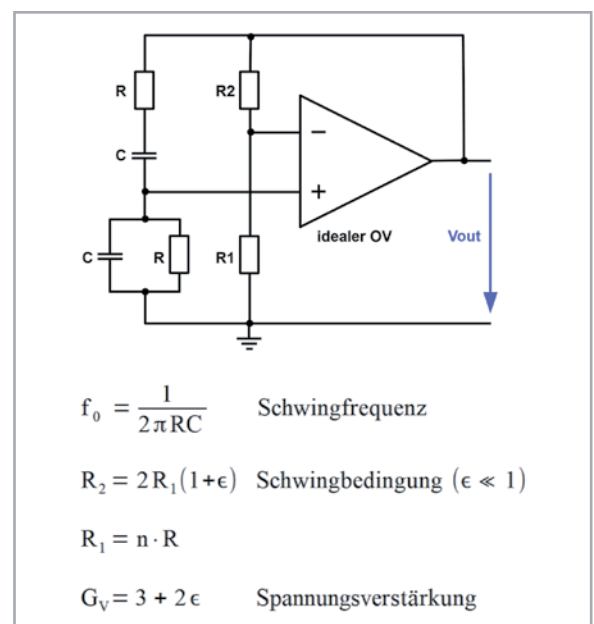 R
R2
C
−
+
idealer OV
Vout
C
R
R1
f₀ = 1/(2πRC) Schwingfrequenz
R₂ = 2R₁(1+ϵ) Schwingbedingung (ϵ ≪ 1)
R₁ = n · R
G_V = 3 + 2ϵ Spannungsverstärkung